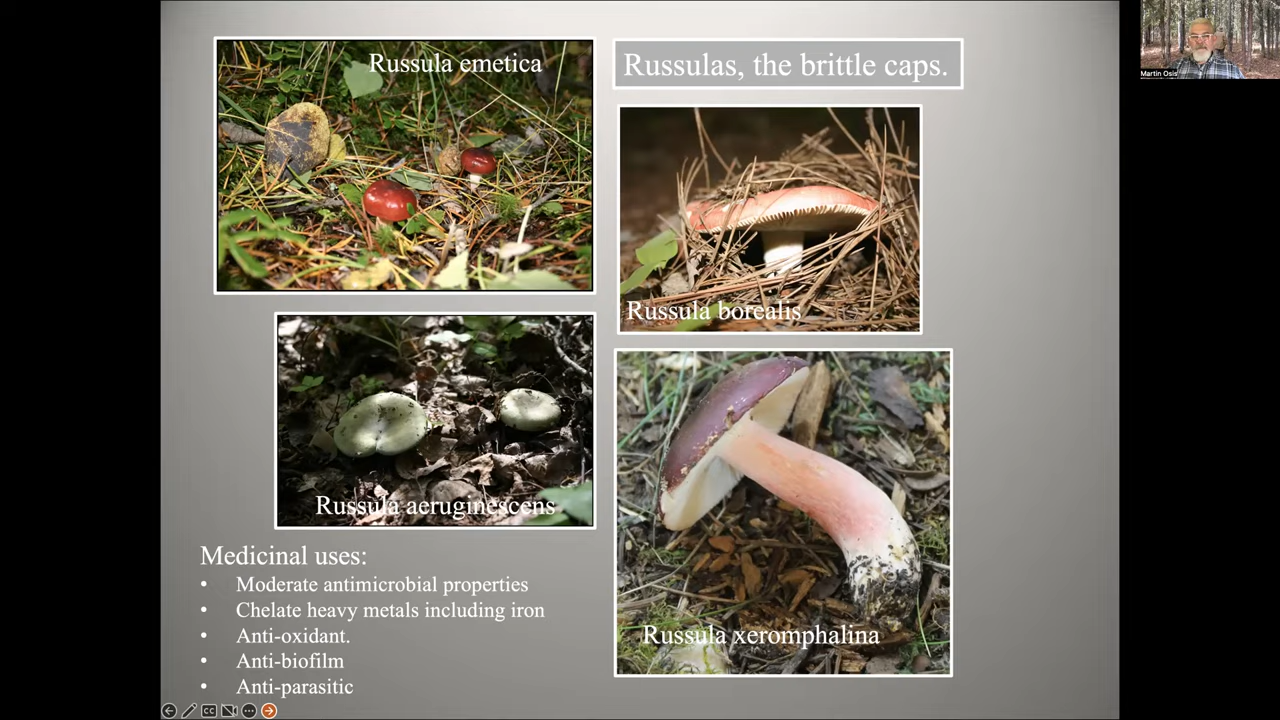 Russula emetica
Russulas, the brittle caps.
Martin Osis
Russula borealis
Russula aeruginescens
Russula xeromphalina
Medicinal uses:
• Moderate antimicrobial properties
• Chelate heavy metals including iron
• Anti-oxidant.
• Anti-biofilm
• Anti-parasitic
CC